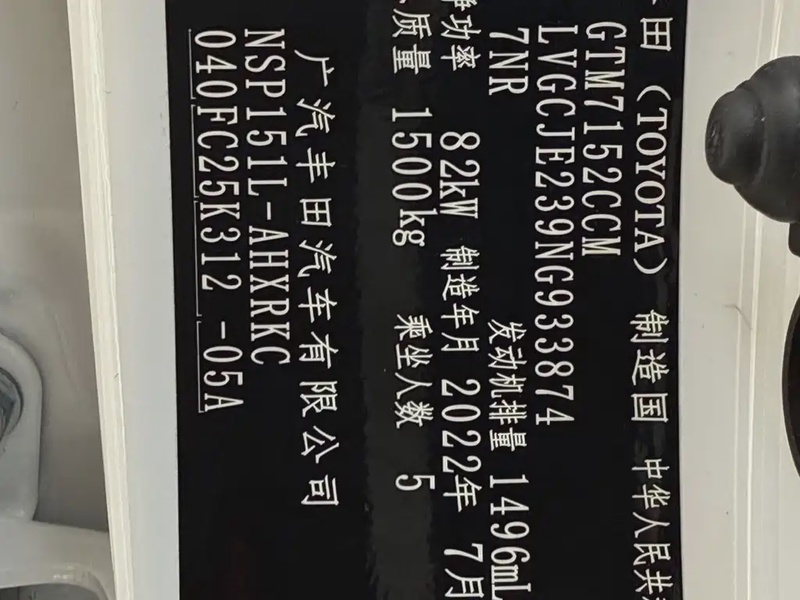 田 (TOYOTA) 制造国 中华人民共
GTM7152CCM
LVGCJE239NG933874
7NR 发动机排量 1496mL
功率 82kW 制造年月 2022年 7月
质量 1500kg 乘坐人数 5
广汽丰田汽车有限公司
NSP151L-AHXRKC
040FC25K312 -05A